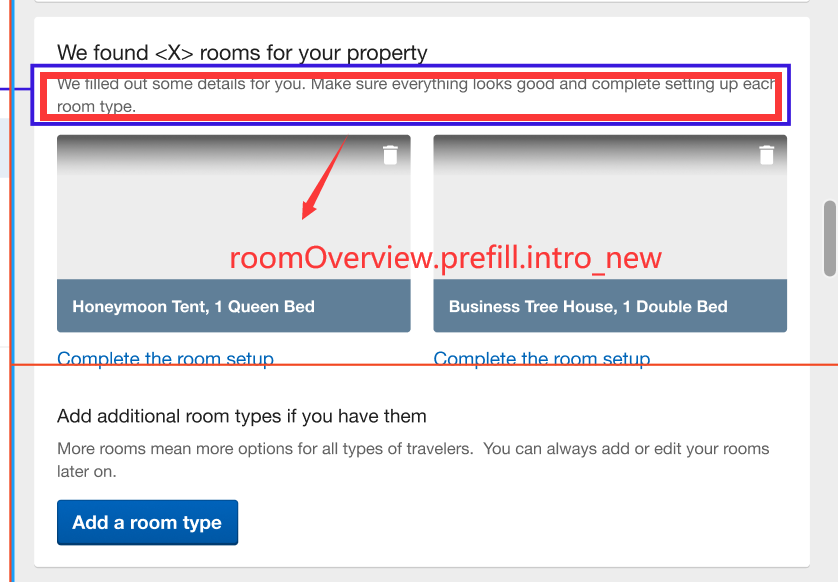 We found <X> rooms for your property
We filled out some details for you. Make sure everything looks good and complete setting up each
room type.
roomOverview.prefill.intro_new
Honeymoon Tent, 1 Queen Bed
Business Tree House, 1 Double Bed
Complete the room setup
Complete the room setup
Add additional room types if you have them
More rooms mean more options for all types of travelers.  You can always add or edit your rooms
later on.
Add a room type